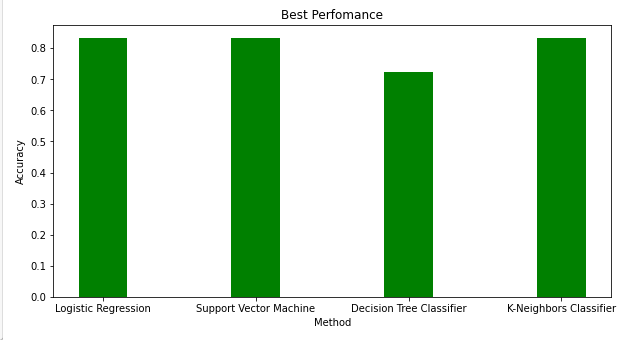 Best Perfomance
0.8
0.7
0.6
0.5
0.4
0.3
0.2
0.1
0.0
Accuracy
Logistic Regression Support Vector Machine Decision Tree Classifier K-Neighbors Classifier
Method